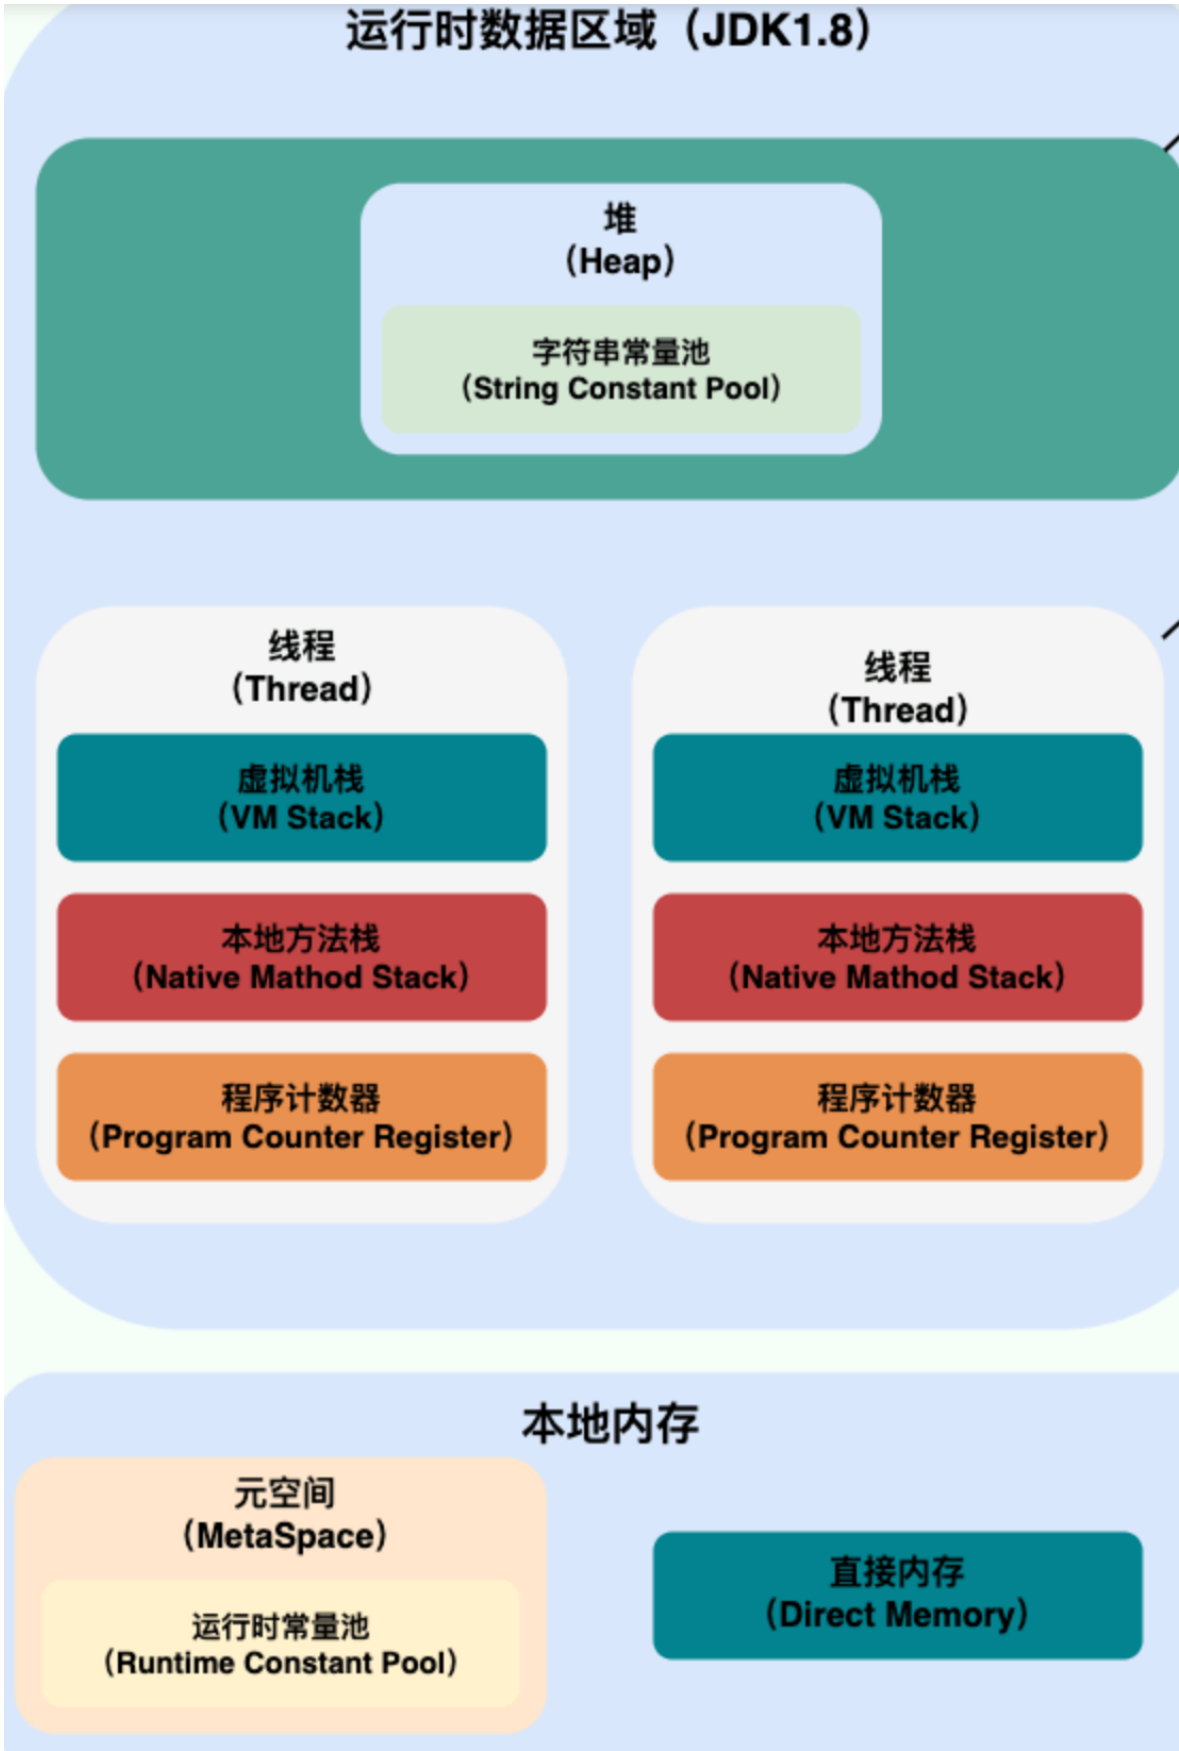 运行时数据区域（JDK1.8）
堆
（Heap）
字符串常量池
（String Constant Pool）
线程
（Thread）
虚拟机栈
（VM Stack）
本地方法栈
（Native Mathod Stack）
程序计数器
（Program Counter Register）
线程
（Thread）
虚拟机栈
（VM Stack）
本地方法栈
（Native Mathod Stack）
程序计数器
（Program Counter Register）
本地内存
元空间
（MetaSpace）
运行时常量池
（Runtime Constant Pool）
直接内存
（Direct Memory）